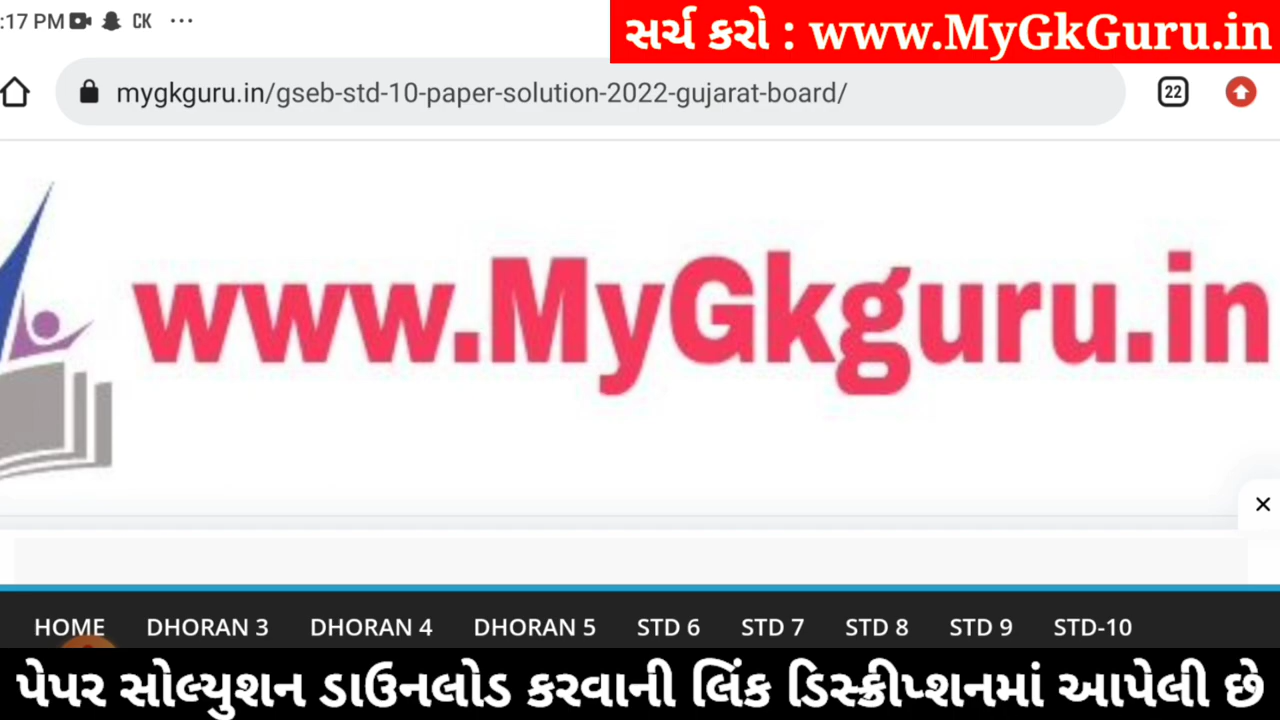 :17 PM CK ...
સર્ચ કરો : www.MyGkGuru.in
mygkguru.in/gseb-std-10-paper-solution-2022-gujarat-board/ 22
www.MyGkguru.in
HOME DHORAN 3 DHORAN 4 DHORAN 5 STD 6 STD 7 STD 8 STD 9 STD-10
પેપર સોલ્યુશન ડાઉનલોડ કરવાની લિંક ડિસ્ક્રીપ્શનમાં આપેલી છે